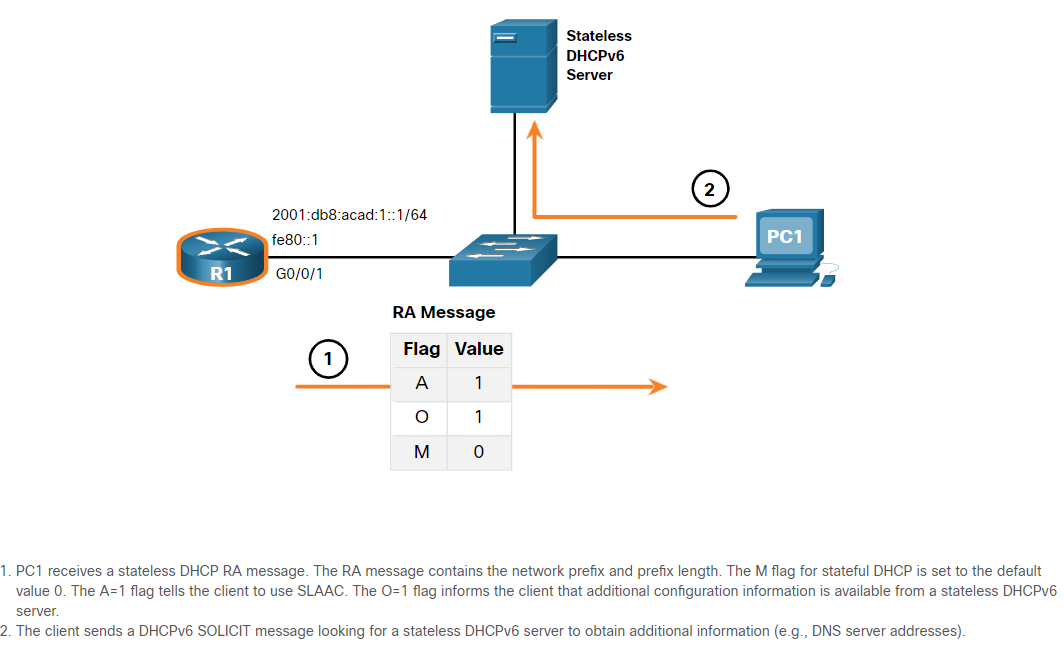 Stateless
DHCPv6
Server
2
2001:db8:acad:1::1/64
fe80::1
PC1
R1
G0/0/1
RA Message
1
Flag Value
A 1
O 1
M 0
1. PC1 receives a stateless DHCP RA message. The RA message contains the network prefix and prefix length. The M flag for stateful DHCP is set to the default
value 0. The A=1 flag tells the client to use SLAAC. The O=1 flag informs the client that additional configuration information is available from a stateless DHCPv6
server.
2. The client sends a DHCPv6 SOLICIT message looking for a stateless DHCPv6 server to obtain additional information (e.g., DNS server addresses).